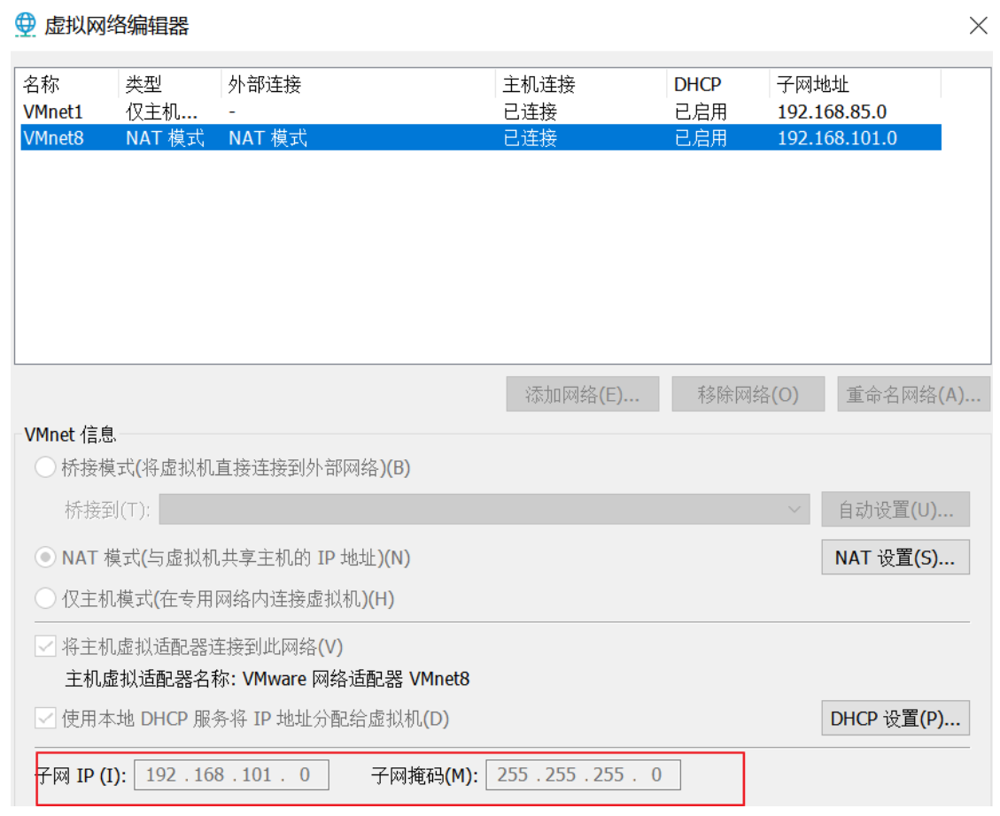 虚拟网络编辑器
名称 类型 外部连接 主机连接 DHCP 子网地址
VMnet1 仅主机... - 已连接 已启用 192.168.85.0
VMnet8 NAT 模式 NAT 模式 已连接 已启用 192.168.101.0
添加网络(E)... 移除网络(O) 重命名网络(A)...
VMnet 信息
桥接模式(将虚拟机直接连接到外部网络)(B)
桥接到(T): 自动设置(U)...
NAT 模式(与虚拟机共享主机的 IP 地址)(N) NAT 设置(S)...
仅主机模式(在专用网络内连接虚拟机)(H)
将主机虚拟适配器连接到此网络(V)
主机虚拟适配器名称: VMware 网络适配器 VMnet8
使用本地 DHCP 服务将 IP 地址分配给虚拟机(D) DHCP 设置(P)...
子网 IP (I): 192 . 168 . 101 . 0 子网掩码(M): 255 . 255 . 255 . 0